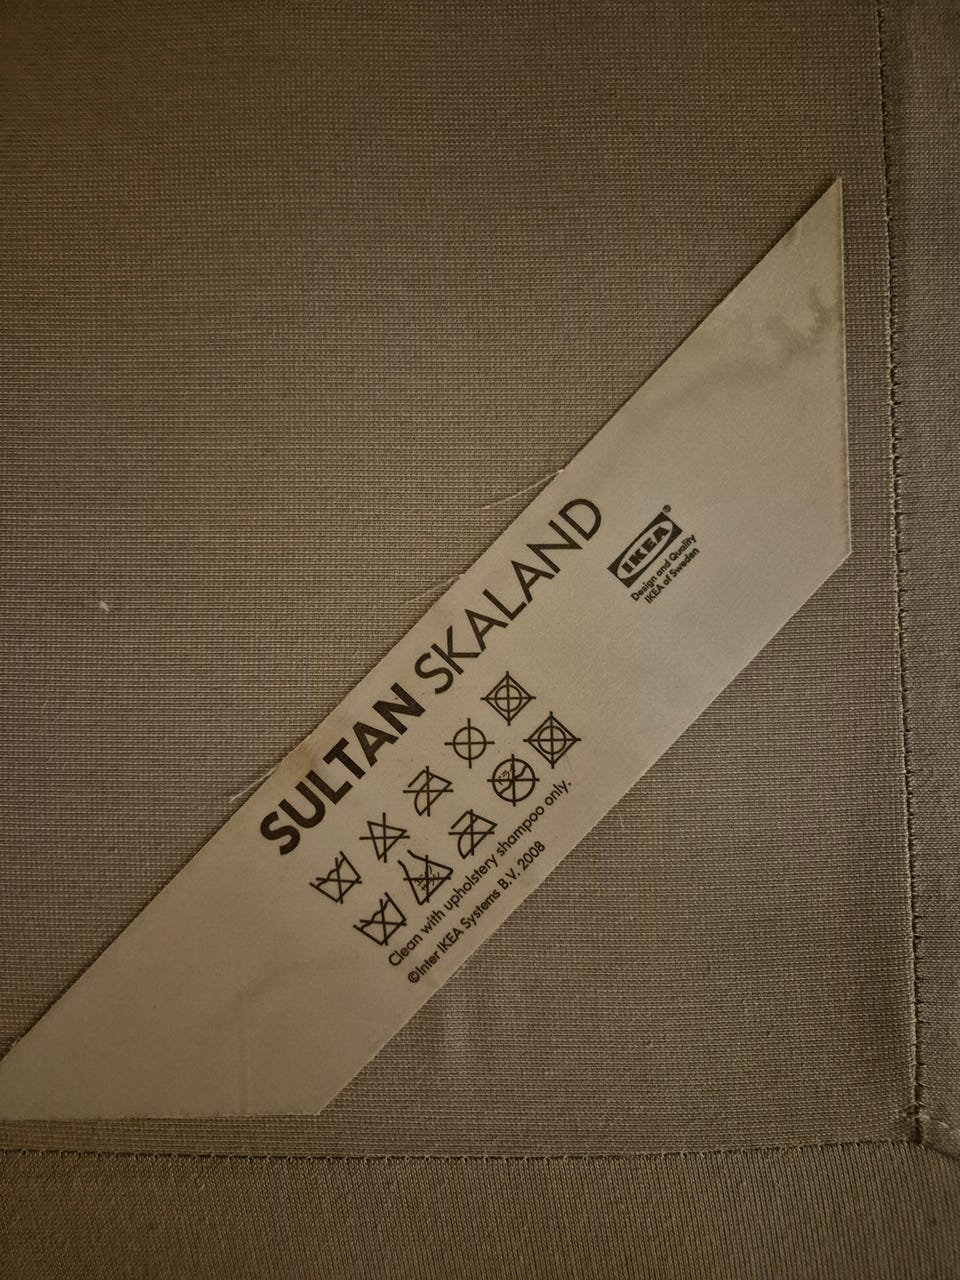 SULTAN SKALAND
IKEA®
Design and Quality
IKEA of Sweden
Clean with upholstery shampoo only.
©Inter IKEA Systems B.V. 2008